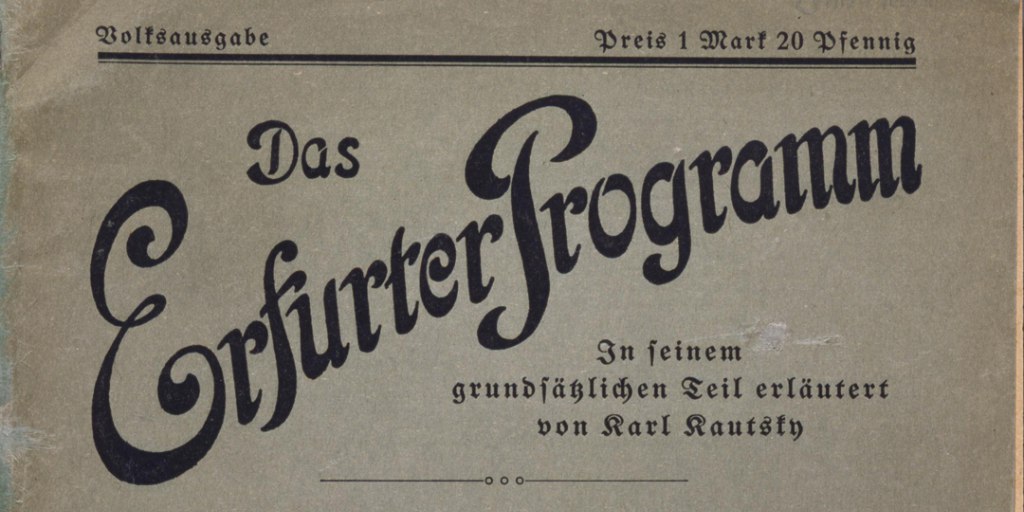 Volksausgabe
Preis 1 Mark 20 Pfennig
Das
Erfurter Programm
In seinem
grundsätzlichen Teil erläutert
von Karl Kautsky